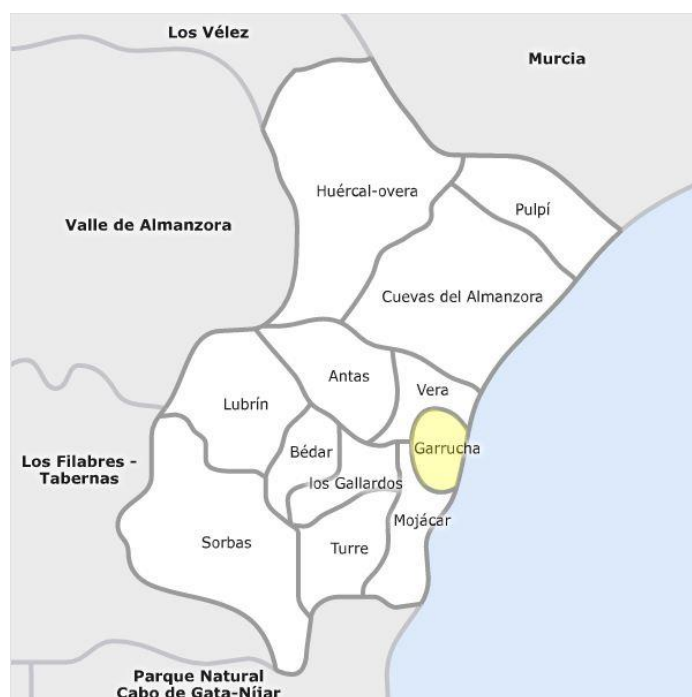 Los Vélez
Murcia
Huércal-overa
Pulpí
Valle de Almanzora
Cuevas del Almanzora
Antas
Vera
Lubrín
Garrucha
Bédar
Los Filabres -
Tabernas
los Gallardos
Mojácar
Sorbas
Turre
Parque Natural
Cabo de Gata-Níjar